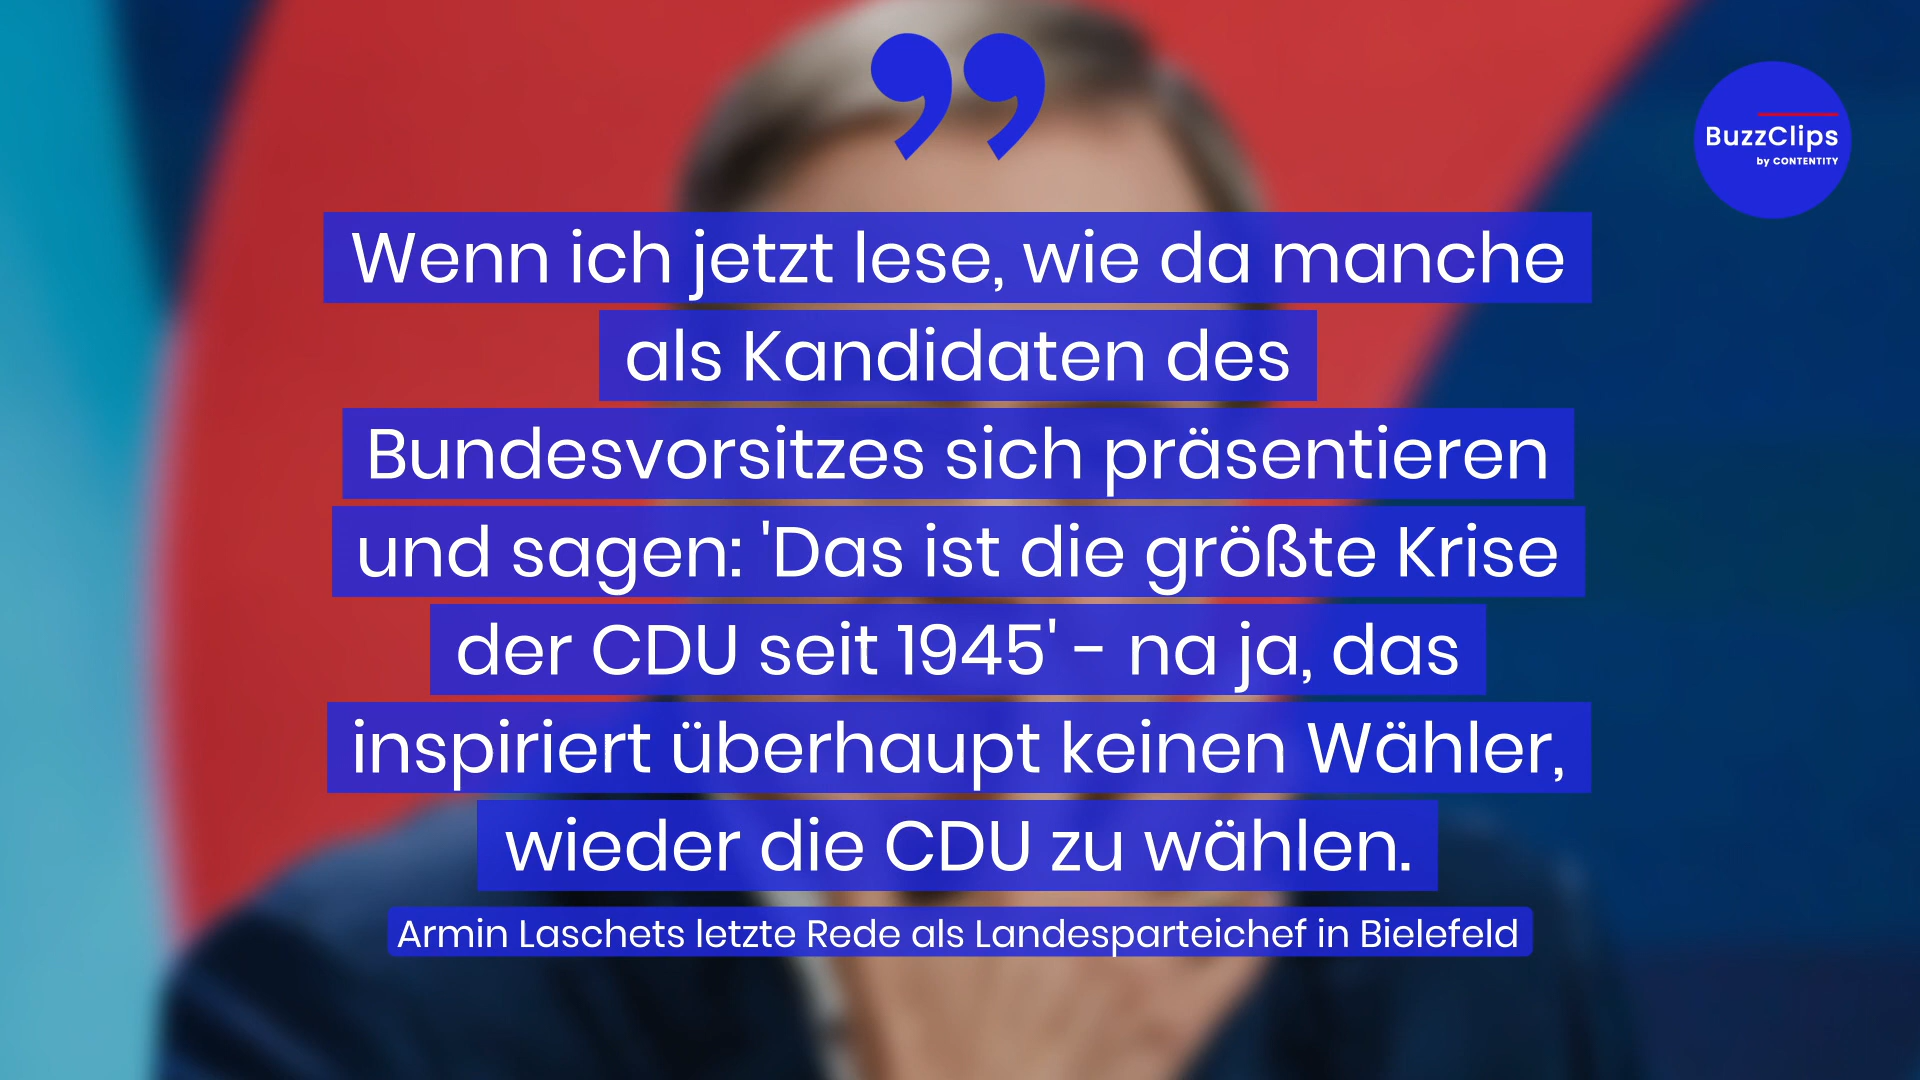 ”
BuzzClips
by CONTENTITY
Wenn ich jetzt lese, wie da manche
als Kandidaten des
Bundesvorsitzes sich präsentieren
und sagen: 'Das ist die größte Krise
der CDU seit 1945' - na ja, das
inspiriert überhaupt keinen Wähler,
wieder die CDU zu wählen.
Armin Laschets letzte Rede als Landesparteichef in Bielefeld